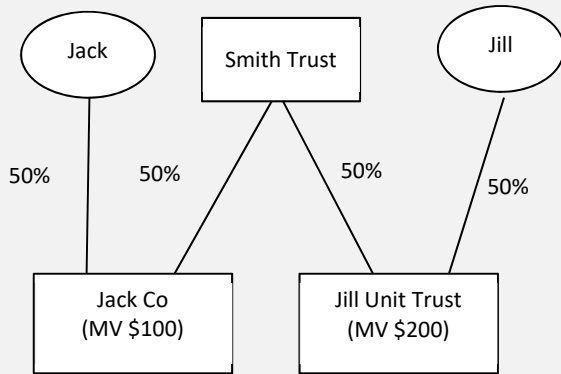 Jack
Smith Trust
Jill
50%
50%
50%
50%
Jack Co
(MV $100)
Jill Unit Trust
(MV $200)